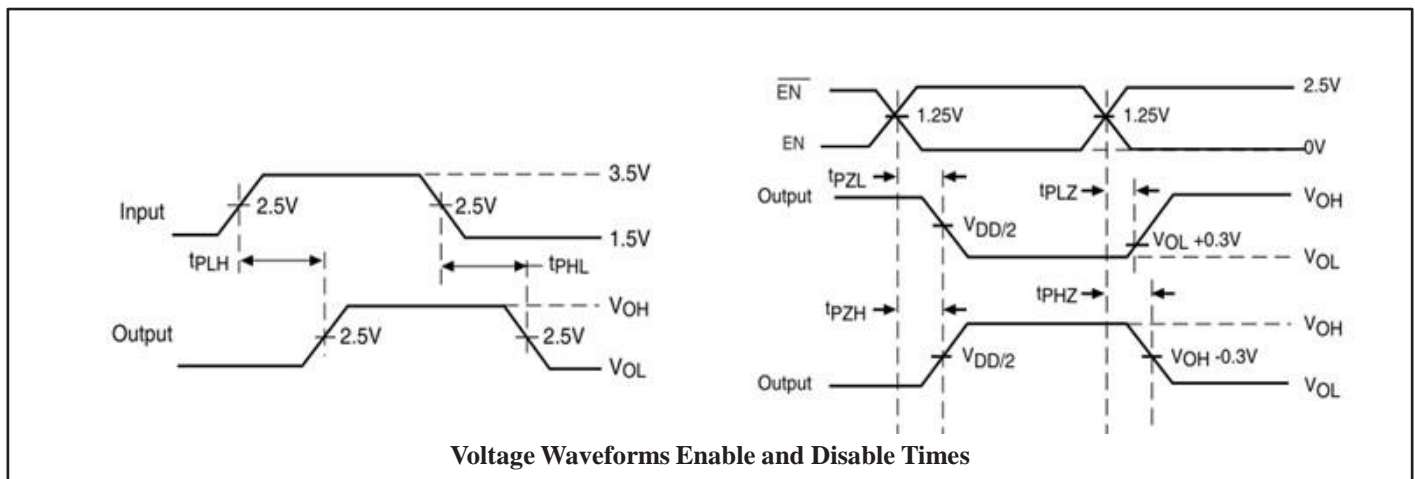 3.5V
Input
2.5V
2.5V
1.5V
tPLH
tPHL
VOH
Output
2.5V
2.5V
VOL
EN
2.5V
1.25V
1.25V
EN
0V
tPZL
tPLZ
Output
VOH
VDD/2
VOL +0.3V
VOL
tPZH
tPHZ
VOH
VDD/2
VOH -0.3V
Output
VOL
Voltage Waveforms Enable and Disable Times